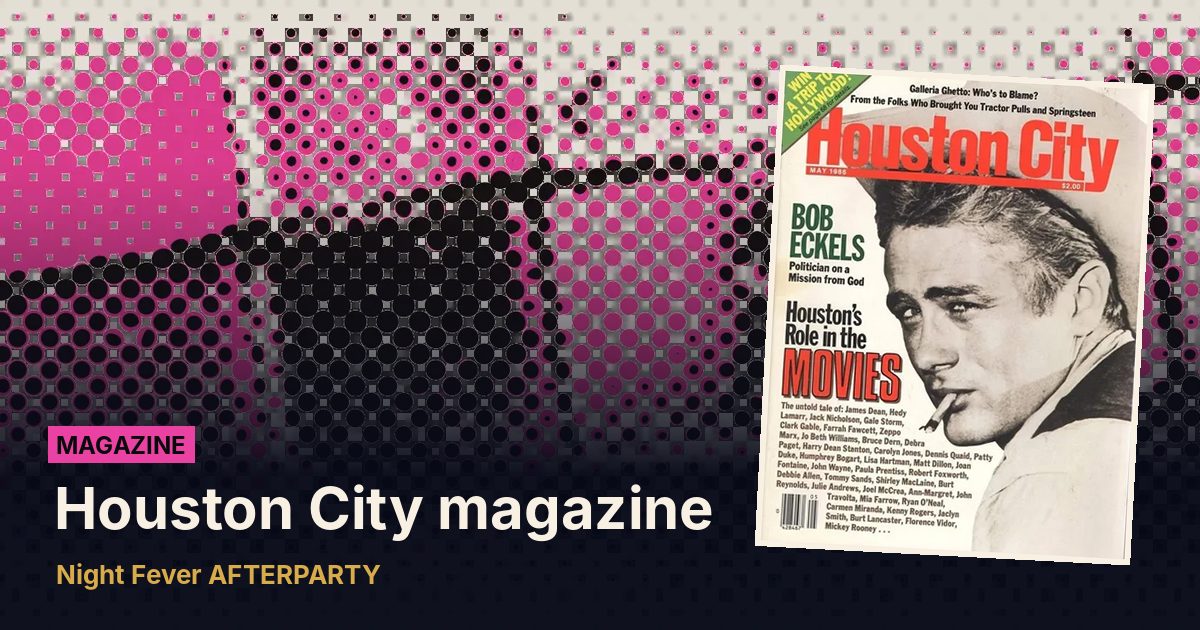 MAGAZINE
Houston City magazine
Night Fever AFTERPARTY
WIN
A TRIP TO
HOLLYWOOD!
Galleria Ghetto: Who's to Blame?
From the Folks Who Brought You Tractor Pulls and Springsteen
Houston City
MAY 1986
$2.00
BOB
ECKELS
Politician on a
Mission from God
Houston's
Role in the
MOVIES
The untold tale of: James Dean, Hedy
Lamarr, Jack Nicholson, Gale Storm,
Clark Gable, Farrah Fawcett, Zeppo
Marx, Jo Beth Williams, Bruce Dern, Debra
Paget, Harry Dean Stanton, Carolyn Jones, Dennis Quaid, Patty
Duke, Humphrey Bogart, Lisa Hartman, Matt Dillon, Joan
Fontaine, John Wayne, Paula Prentiss, Robert Foxworth,
Debbie Allen, Tommy Sands, Shirley MacLaine, Burt
Reynolds, Julie Andrews, Joel McCrea, Ann-Margret, John
Travolta, Mia Farrow, Ryan O'Neal,
Carmen Miranda, Kenny Rogers, Jaclyn
Smith, Burt Lancaster, Florence Vidor,
Mickey Rooney . . .